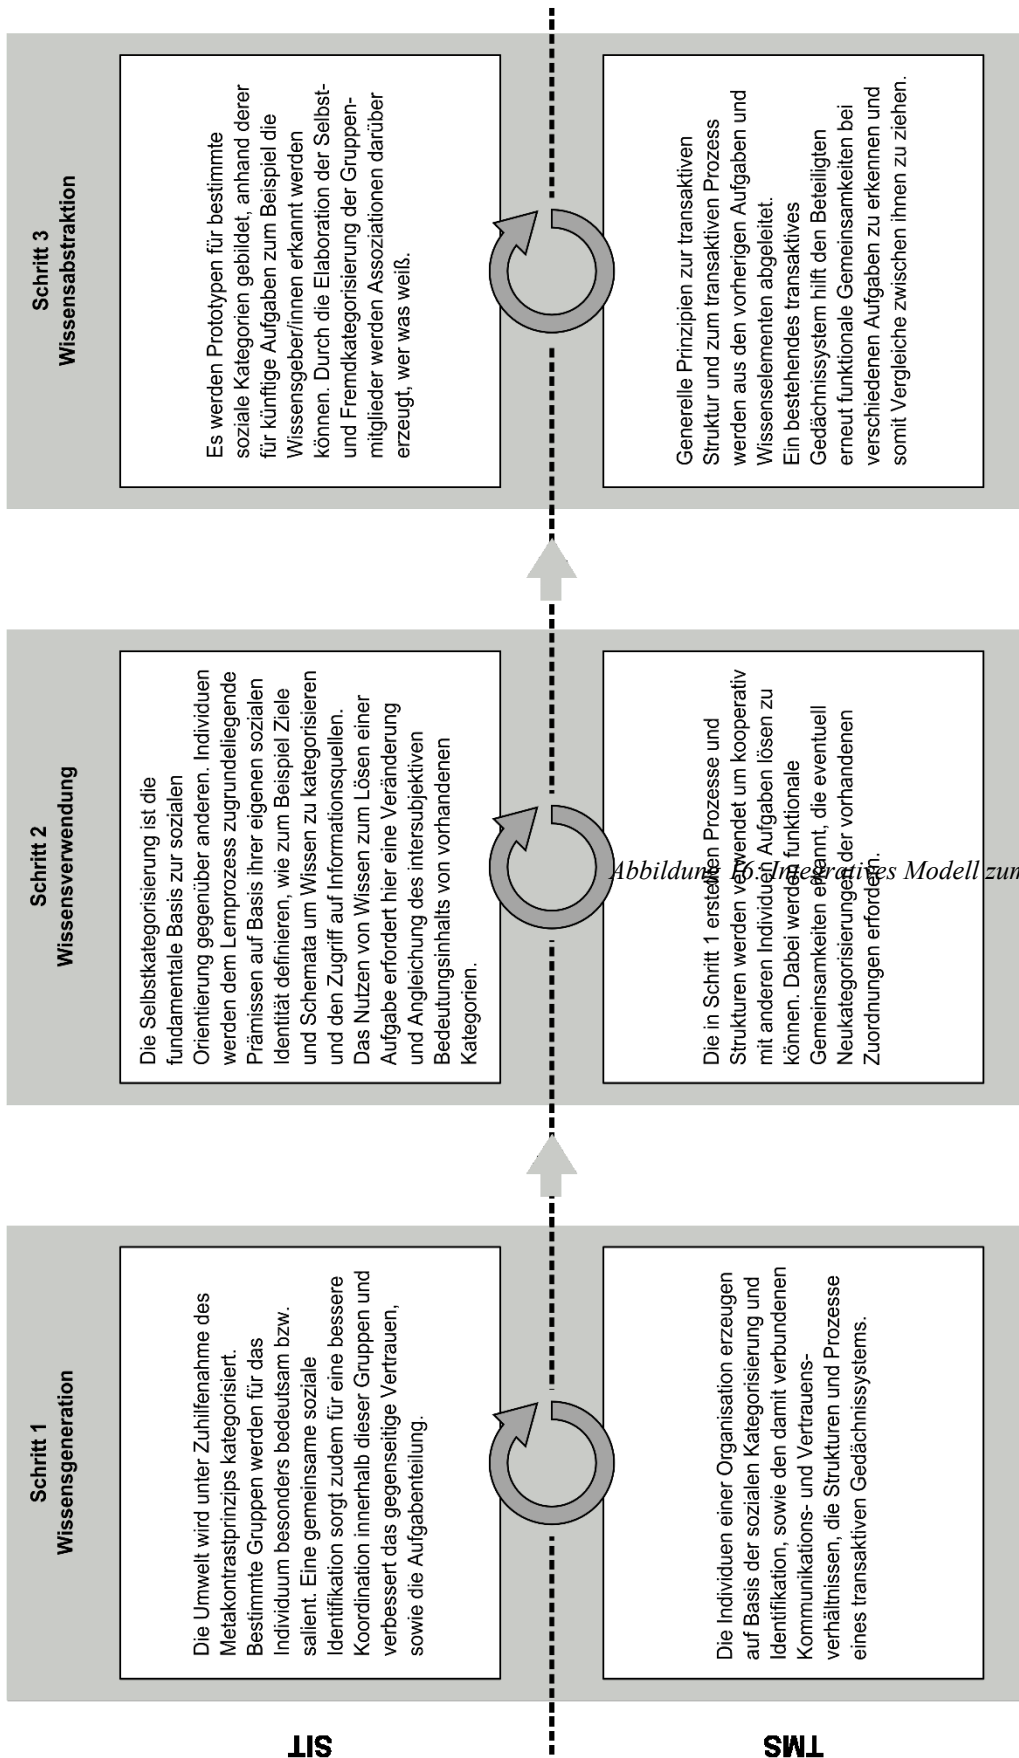 Schritt 1
Wissensgeneration
Schritt 2
Wissensverwendung
Schritt 3
Wissensabstraktion
SIT
Die Umwelt wird unter Zuhilfenahme des
Metakontrastprinzips kategorisiert.
Bestimmte Gruppen werden für das
Individuum besonders bedeutsam bzw.
salient. Eine gemeinsame soziale
Identifikation sorgt zudem für eine bessere
Koordination innerhalb dieser Gruppen und
verbessert das gegenseitige Vertrauen,
sowie die Aufgabenteilung.
Die Selbstkategorisierung ist die
fundamentale Basis zur sozialen
Orientierung gegenüber anderen. Individuen
werden dem Lernprozess zugrundeliegende
Prämissen auf Basis ihrer eigenen sozialen
Identität definieren, wie zum Beispiel Ziele
und Schemata um Wissen zu kategorisieren
und den Zugriff auf Informationsquellen.
Das Nutzen von Wissen zum Lösen einer
Aufgabe erfordert hier eine Veränderung
und Angleichung des intersubjektiven
Bedeutungsinhalts von vorhandenen
Kategorien.
Es werden Prototypen für bestimmte
soziale Kategorien gebildet, anhand derer
für künftige Aufgaben zum Beispiel die
Wissensgeber/innen erkannt werden
können. Durch die Elaboration der Selbst-
und Fremdkategorisierung der Gruppen-
mitglieder werden Assoziationen darüber
erzeugt, wer was weiß.
TMS
Die Individuen einer Organisation erzeugen
auf Basis der sozialen Kategorisierung und
Identifikation, sowie den damit verbundenen
Kommunikations- und Vertrauens-
verhältnissen, die Strukturen und Prozesse
eines transaktiven Gedächnissystems.
Die in Schritt 1 erstellten Prozesse und
Strukturen werden verwendet um kooperativ
mit anderen Individuen Aufgaben lösen zu
können. Dabei werden funktionale
Gemeinsamkeiten erkannt, die eventuell
Neukategorisierungen der vorhandenen
Zuordnungen erfordern.
Generelle Prinzipien zur transaktiven
Struktur und zum transaktiven Prozess
werden aus den vorherigen Aufgaben und
Wissenselementen abgeleitet.
Ein bestehendes transaktives
Gedächnissystem hilft den Beteiligten
erneut funktionale Gemeinsamkeiten bei
verschiedenen Aufgaben zu erkennen und
somit Vergleiche zwischen ihnen zu ziehen.
Abbildung 16: Integratives Modell zum